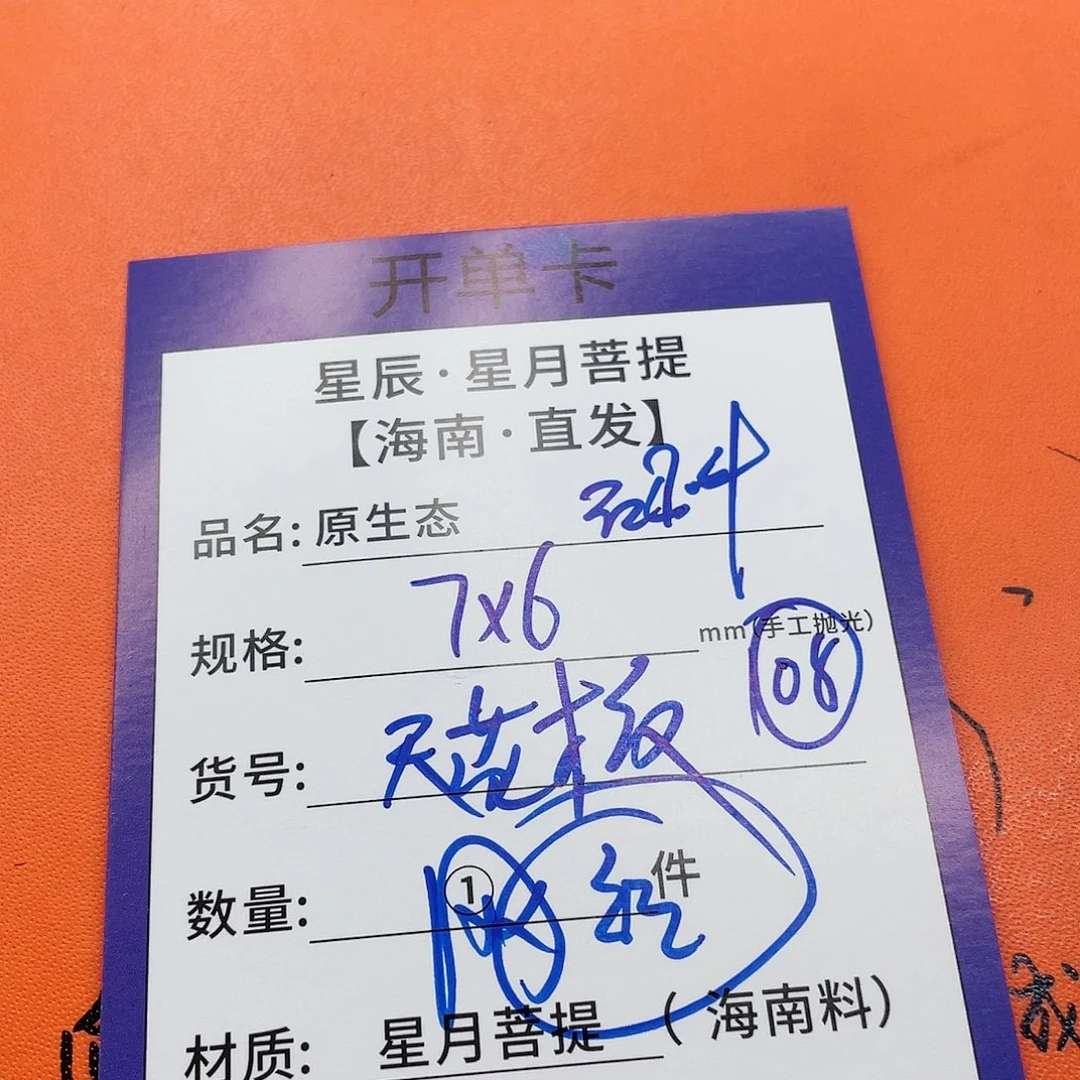 开单卡
星辰·星月菩提
【海南·直发】
品名:原生态
规格: 7x6 mm(手工抛光)
08
货号: 天花板
数量: ① 件
材质: 星月菩提 (海南料)